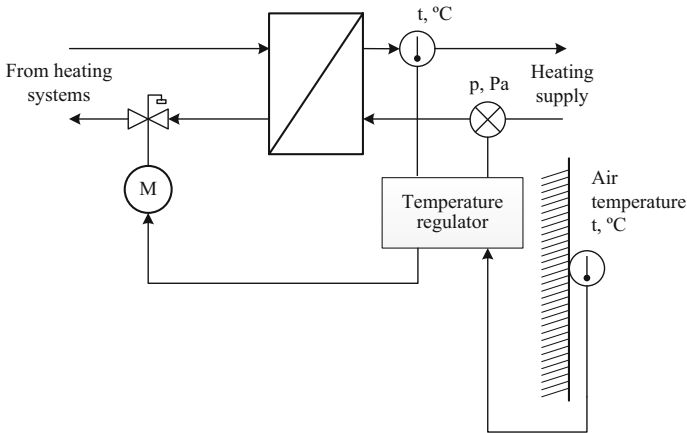 t, ºC
From heating
systems
p, Pa
Heating
supply
M
Temperature
regulator
Air
temperature
t, ºC